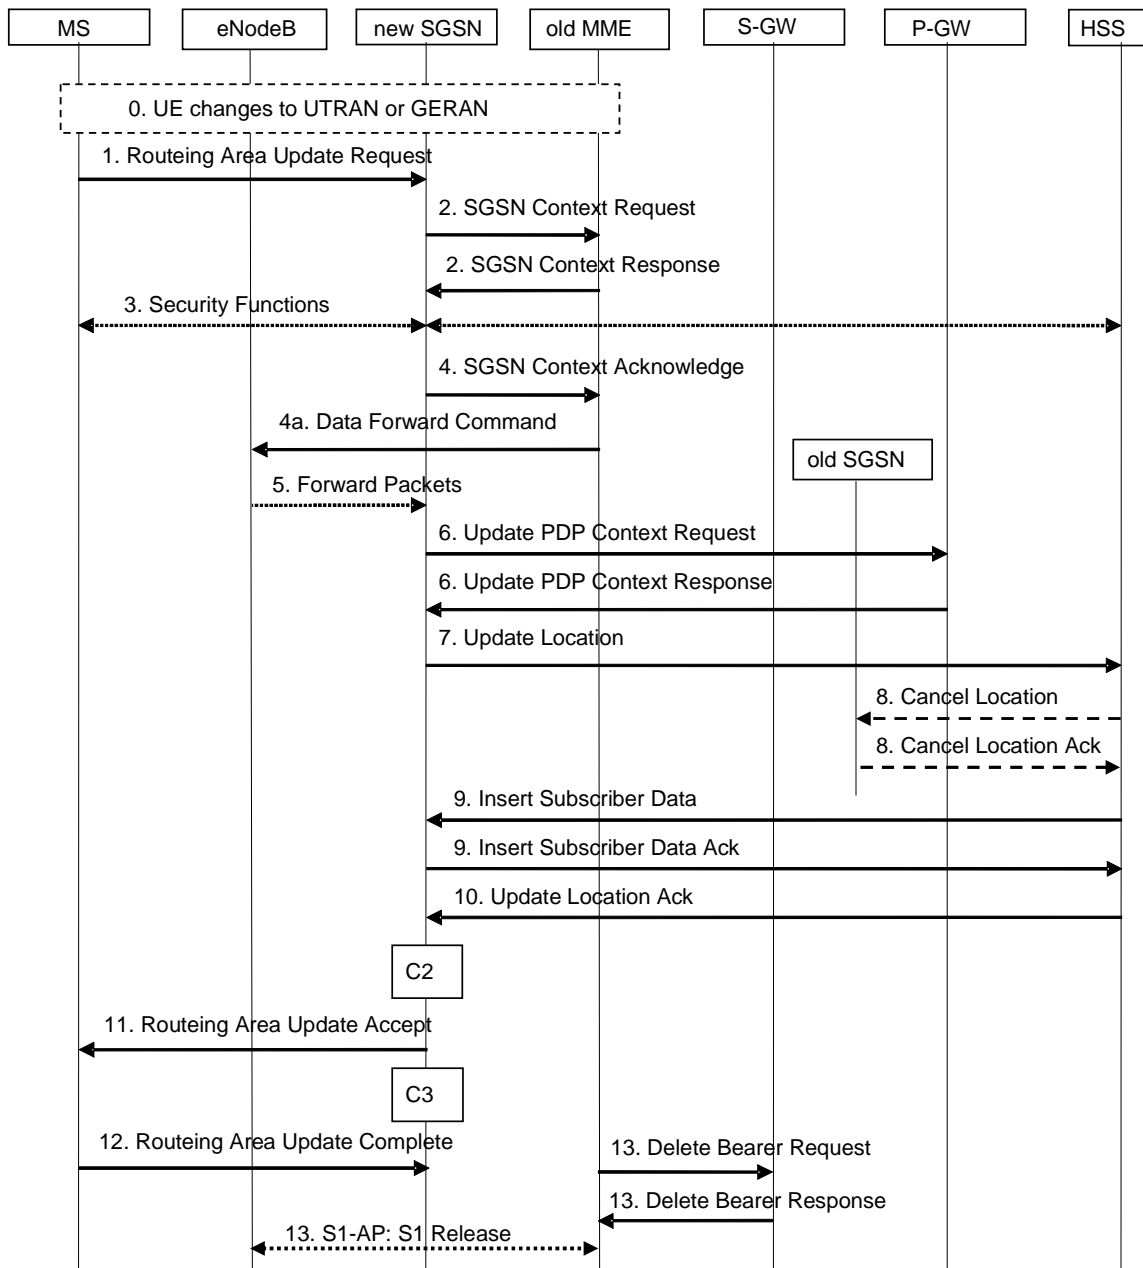 MS
eNodeB
new SGSN
old MME
S-GW
P-GW
HSS
0. UE changes to UTRAN or GERAN
1. Routeing Area Update Request
2. SGSN Context Request
2. SGSN Context Response
3. Security Functions
4. SGSN Context Acknowledge
4a. Data Forward Command
old SGSN
5. Forward Packets
6. Update PDP Context Request
6. Update PDP Context Response
7. Update Location
8. Cancel Location
8. Cancel Location Ack
9. Insert Subscriber Data
9. Insert Subscriber Data Ack
10. Update Location Ack
C2
11. Routeing Area Update Accept
C3
12. Routeing Area Update Complete
13. Delete Bearer Request
13. Delete Bearer Response
13. S1-AP: S1 Release